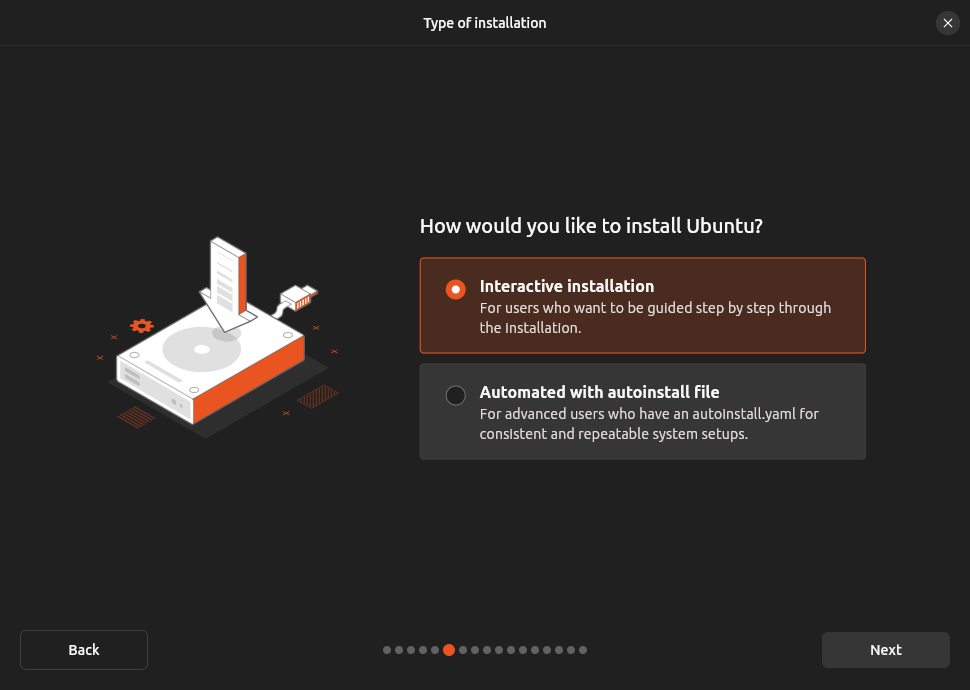 Type of installation
How would you like to install Ubuntu?
Interactive installation
For users who want to be guided step by step through
the installation.
Automated with autoinstall file
For advanced users who have an autoinstall.yaml for
consistent and repeatable system setups.
Back
Next